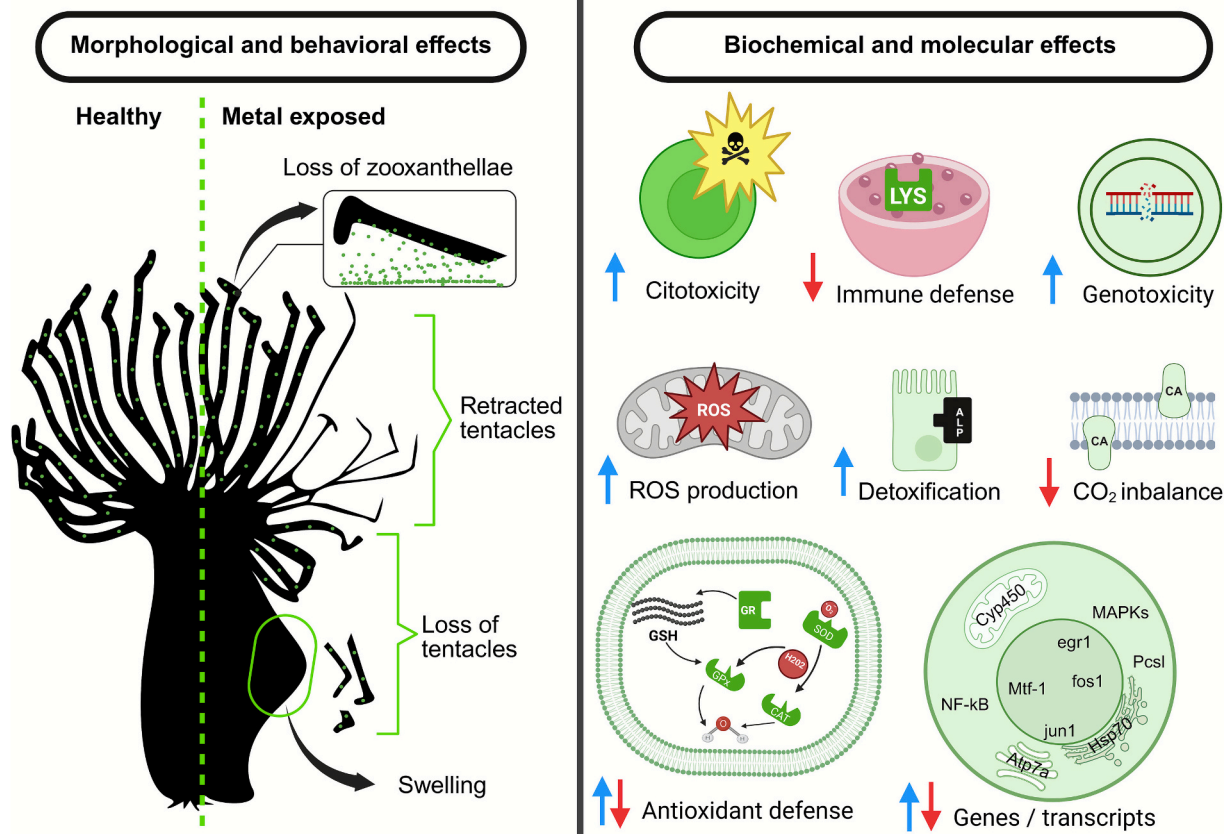 Morphological and behavioral effects
Healthy
Metal exposed
Loss of zooxanthellae
Retracted
tentacles
Loss of
tentacles
Swelling
Biochemical and molecular effects
Citotoxicity
LYS
Immune defense
Genotoxicity
ROS
ROS production
ALP
Detoxification
CA
CA
CO₂ inbalance
GSH
GR
O₂
SOD
H202
GPx
CAT
O
H
H
Antioxidant defense
Cyp450
MAPKs
egr1
Pcsl
Mtf-1
fos1
NF-kB
jun1
Hsp70
Atp7a
Genes / transcripts